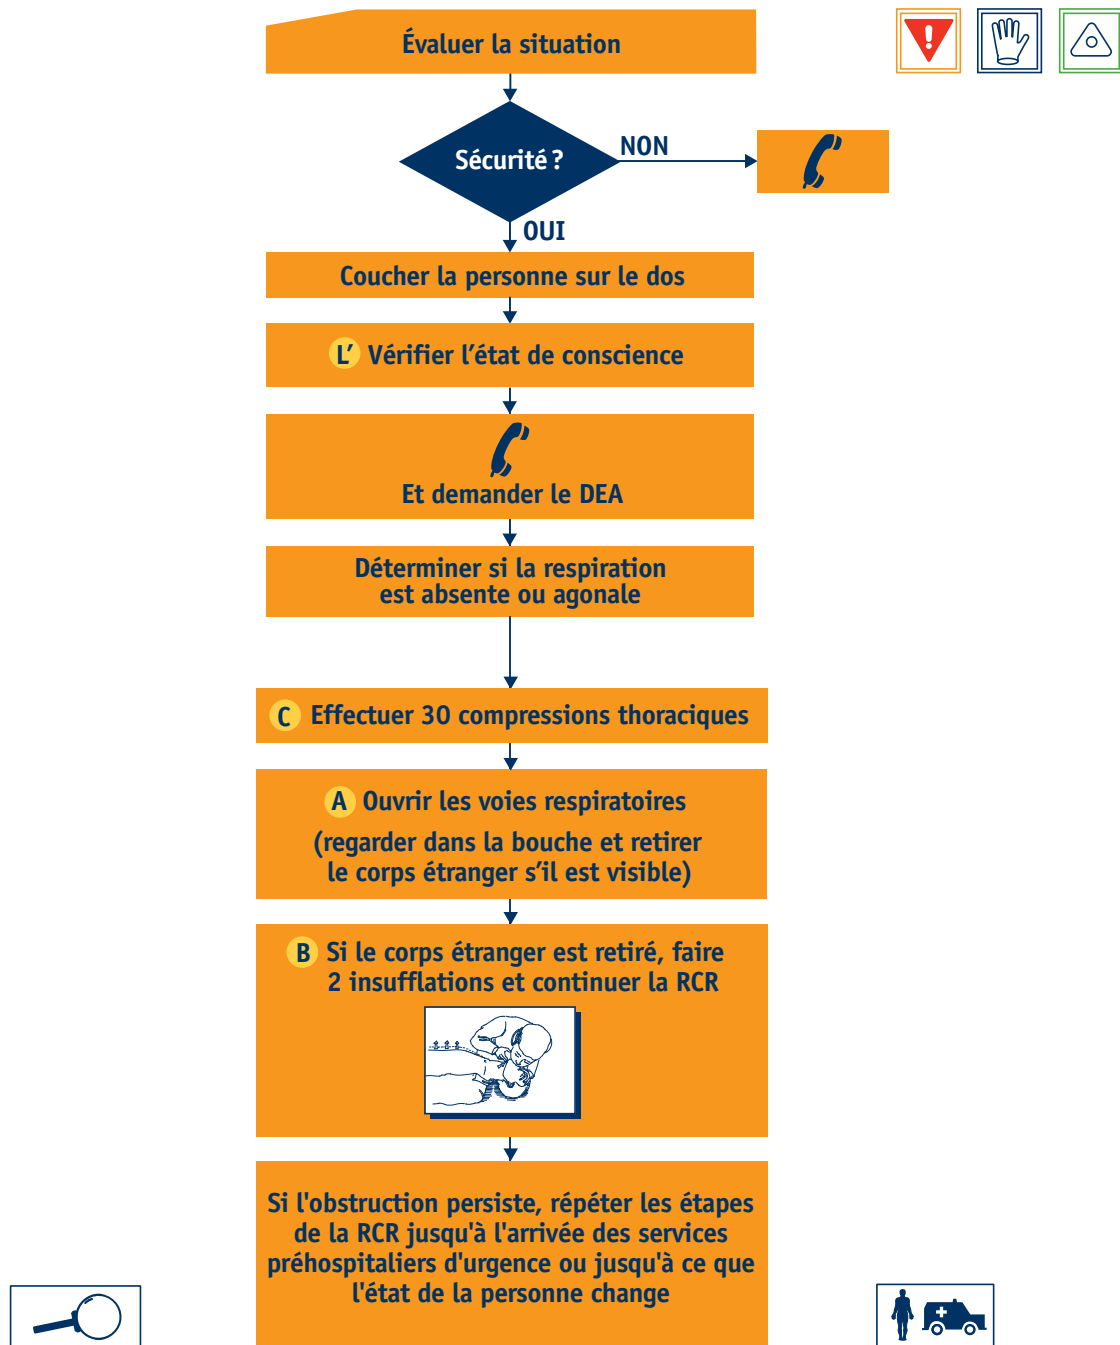 Évaluer la situation
Sécurité ?
NON
OUI
Coucher la personne sur le dos
L’ Vérifier l’état de conscience
Et demander le DEA
Déterminer si la respiration
est absente ou agonale
C Effectuer 30 compressions thoraciques
A Ouvrir les voies respiratoires
(regarder dans la bouche et retirer
le corps étranger s’il est visible)
B Si le corps étranger est retiré, faire
2 insufflations et continuer la RCR
Si l'obstruction persiste, répéter les étapes
de la RCR jusqu'à l'arrivée des services
préhospitaliers d'urgence ou jusqu'à ce que
l'état de la personne change